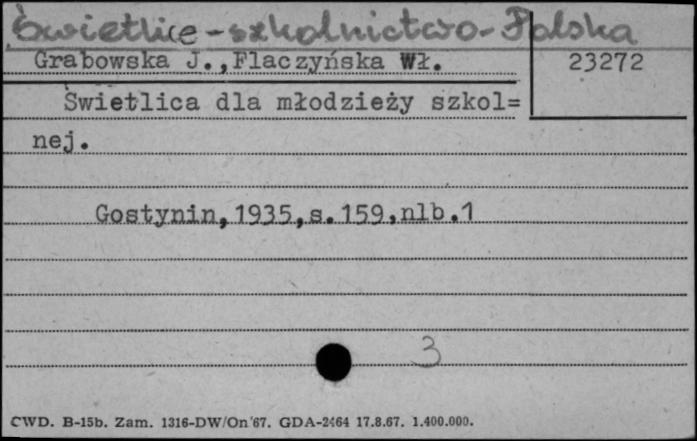 Świetlice - szkolnictwo - Polska
Grabowska J.,Flaczyńska Wł.
23272
Świetlica dla młodzieży szkol=
nej.
Gostynin,1935,s.159,nlb.1
3
CWD. B-15b. Zam. 1316-DW/On'67. GDA-2464 17.8.67. 1.400.000.